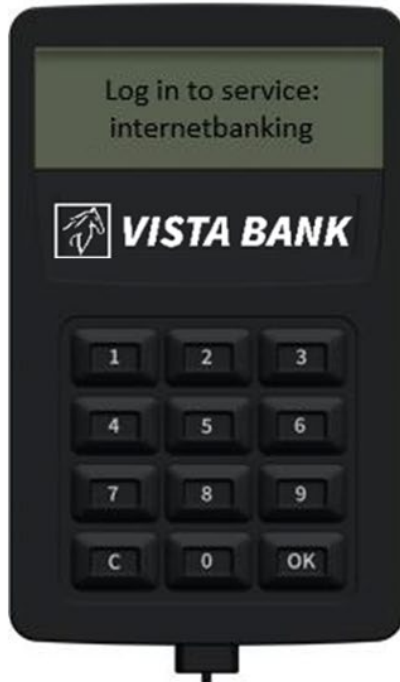 Log in to service:
internetbanking
VISTA BANK
1 2 3
4 5 6
7 8 9
C 0 OK